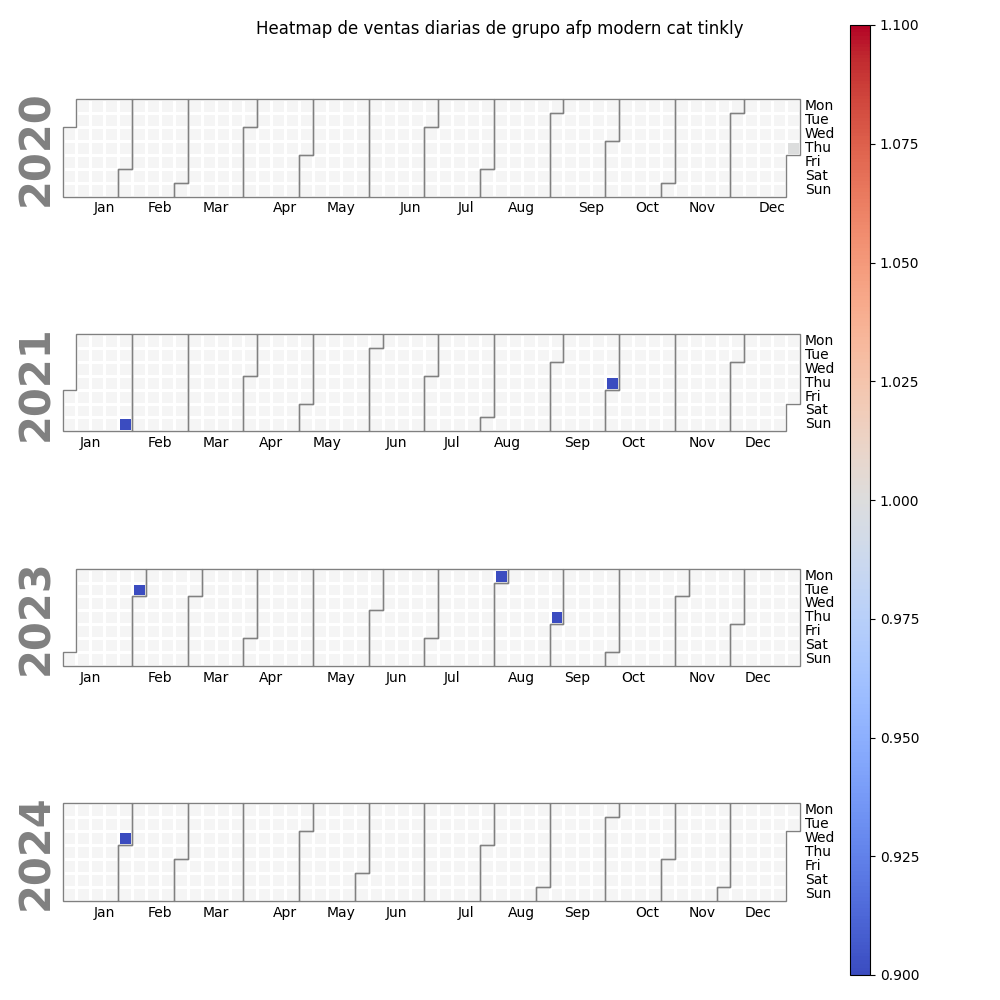 Heatmap de ventas diarias de grupo afp modern cat tinkly
2020
Mon
Tue
Wed
Thu
Fri
Sat
Sun
Jan Feb Mar Apr May Jun Jul Aug Sep Oct Nov Dec
2021
Mon
Tue
Wed
Thu
Fri
Sat
Sun
Jan Feb Mar Apr May Jun Jul Aug Sep Oct Nov Dec
2023
Mon
Tue
Wed
Thu
Fri
Sat
Sun
Jan Feb Mar Apr May Jun Jul Aug Sep Oct Nov Dec
2024
Mon
Tue
Wed
Thu
Fri
Sat
Sun
Jan Feb Mar Apr May Jun Jul Aug Sep Oct Nov Dec
1.100
1.075
1.050
1.025
1.000
0.975
0.950
0.925
0.900